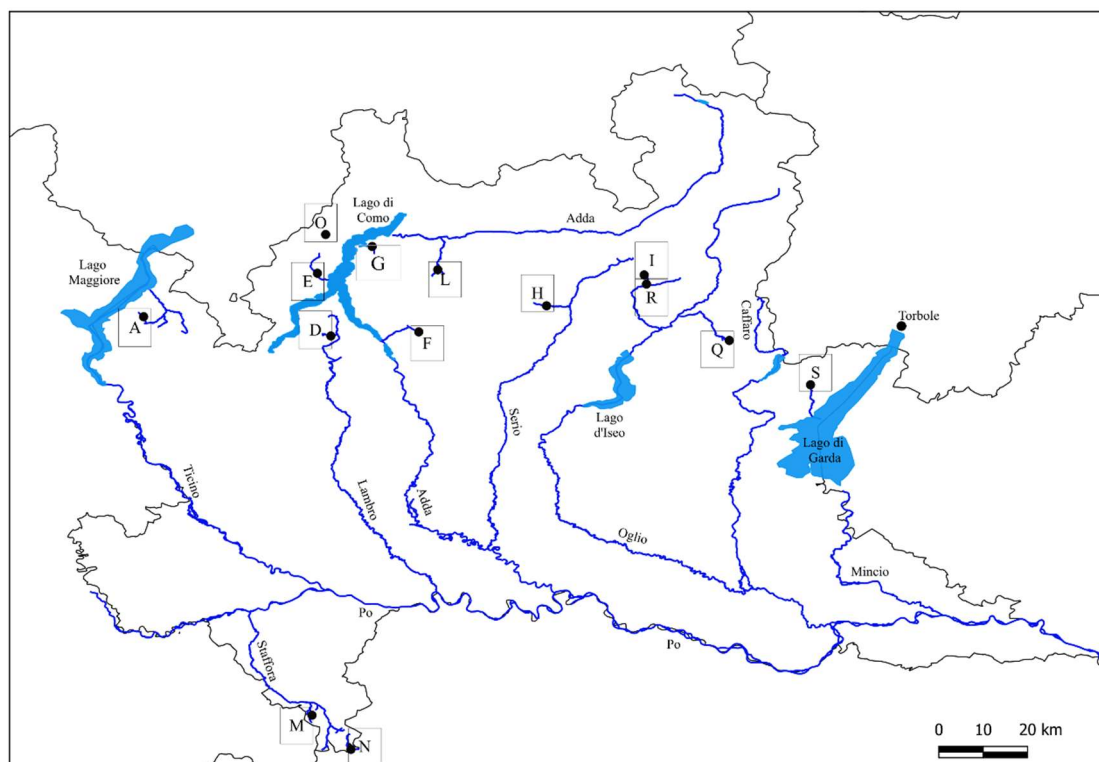 O
Lago di
Como
Adda
Lago
Maggiore
G
E
L
I
R
H
A
D
F
Caffaro
Torbole
Q
S
Lago
d'Iseo
Serio
Lago di
Garda
Ticino
Lambro
Adda
Oglio
Mincio
Po
Po
Staffora
M
N
0 10 20 km